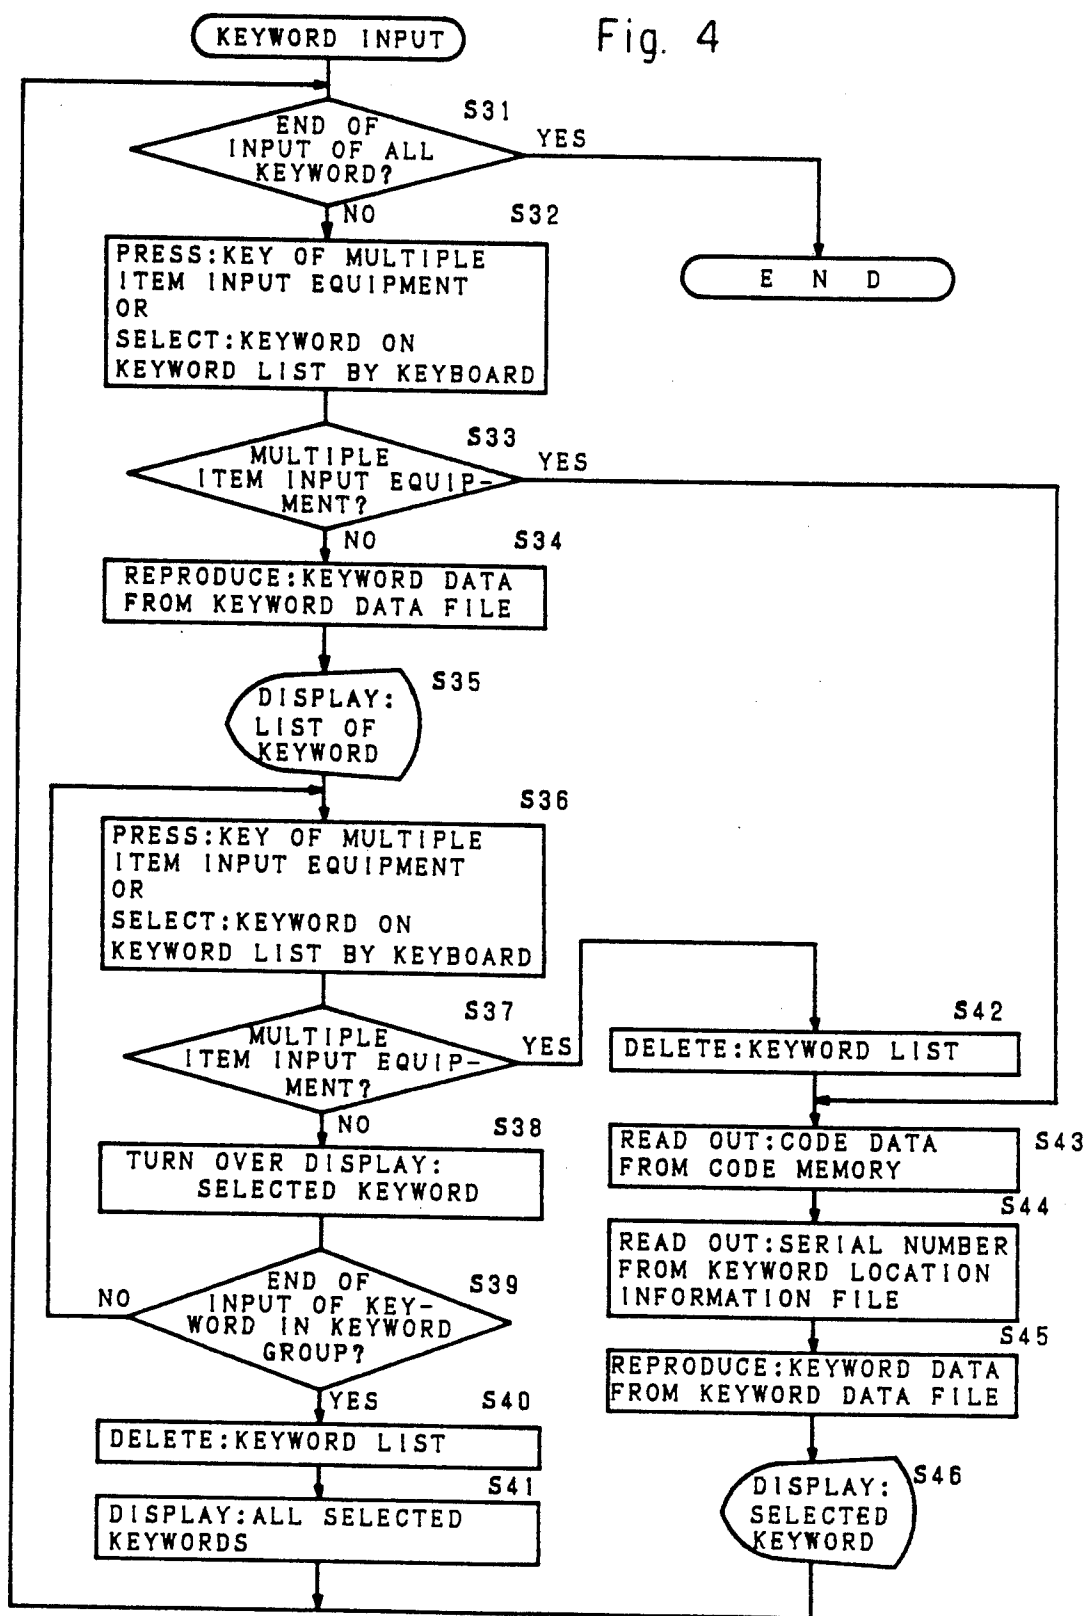 KEYWORD INPUT
Fig. 4
S31
END OF
INPUT OF ALL
KEYWORD?
YES
NO
S32
PRESS:KEY OF MULTIPLE
ITEM INPUT EQUIPMENT
OR
SELECT:KEYWORD ON
KEYWORD LIST BY KEYBOARD
E N D
S33
MULTIPLE
ITEM INPUT EQUIP-
MENT?
YES
NO
S34
REPRODUCE:KEYWORD DATA
FROM KEYWORD DATA FILE
S35
DISPLAY:
LIST OF
KEYWORD
S36
PRESS:KEY OF MULTIPLE
ITEM INPUT EQUIPMENT
OR
SELECT:KEYWORD ON
KEYWORD LIST BY KEYBOARD
S37
MULTIPLE
ITEM INPUT EQUIP-
MENT?
YES
NO
S38
TURN OVER DISPLAY:
SELECTED KEYWORD
S39
END OF
INPUT OF KEY-
WORD IN KEYWORD
GROUP?
NO
YES
S40
DELETE:KEYWORD LIST
S41
DISPLAY:ALL SELECTED
KEYWORDS
S42
DELETE:KEYWORD LIST
S43
READ OUT:CODE DATA
FROM CODE MEMORY
S44
READ OUT:SERIAL NUMBER
FROM KEYWORD LOCATION
INFORMATION FILE
S45
REPRODUCE:KEYWORD DATA
FROM KEYWORD DATA FILE
S46
DISPLAY:
SELECTED
KEYWORD